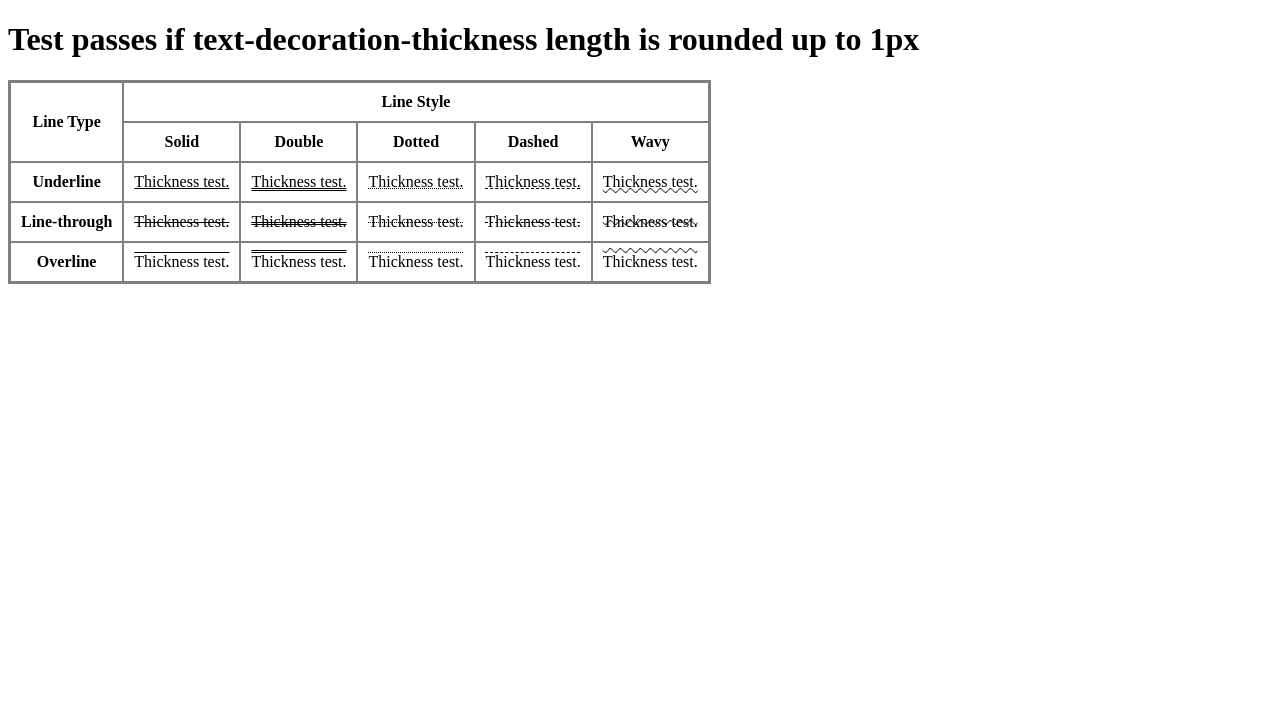 Test passes if text-decoration-thickness length is rounded up to 1px
Line Type Line Style
Solid Double Dotted Dashed Wavy
Underline Thickness test. Thickness test. Thickness test. Thickness test. Thickness test.
Line-through Thickness test. Thickness test. Thickness test. Thickness test. Thickness test.
Overline Thickness test. Thickness test. Thickness test. Thickness test. Thickness test.